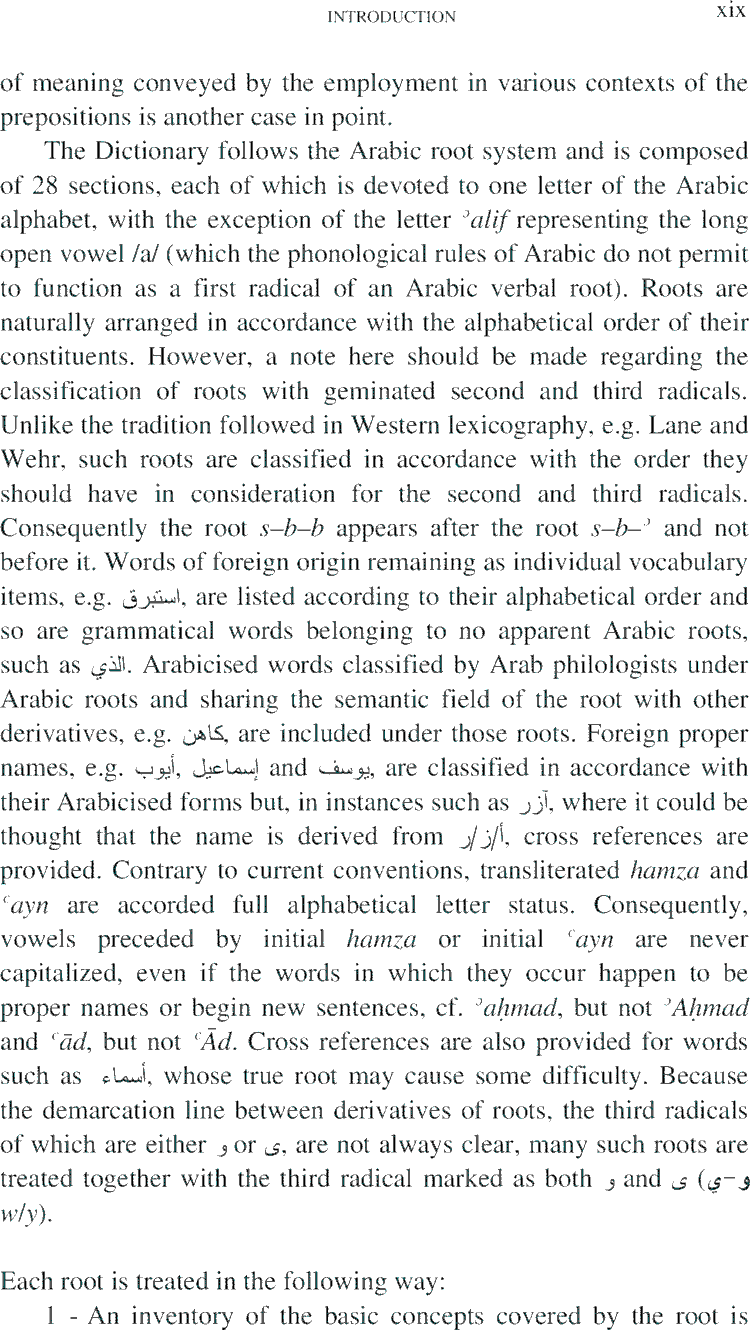 INTRODUCTION xix
of meaning conveyed by the employment in various contexts of the
prepositions is another case in point.
The Dictionary follows the Arabic root system and is composed
of 28 sections, each of which is devoted to one letter of the Arabic
alphabet, with the exception of the letter ʾalif representing the long
open vowel /a/ (which the phonological rules of Arabic do not permit
to function as a first radical of an Arabic verbal root). Roots are
naturally arranged in accordance with the alphabetical order of their
constituents. However, a note here should be made regarding the
classification of roots with geminated second and third radicals.
Unlike the tradition followed in Western lexicography, e.g. Lane and
Wehr, such roots are classified in accordance with the order they
should have in consideration for the second and third radicals.
Consequently the root s–b–b appears after the root s–b–ʾ and not
before it. Words of foreign origin remaining as individual vocabulary
items, e.g. استبرق, are listed according to their alphabetical order and
so are grammatical words belonging to no apparent Arabic roots,
such as الذي. Arabicised words classified by Arab philologists under
Arabic roots and sharing the semantic field of the root with other
derivatives, e.g. كاهن, are included under those roots. Foreign proper
names, e.g. أيوب, إسماعيل and يوسف, are classified in accordance with
their Arabicised forms but, in instances such as آزر, where it could be
thought that the name is derived from أ/ز/ر, cross references are
provided. Contrary to current conventions, transliterated hamza and
ʿayn are accorded full alphabetical letter status. Consequently,
vowels preceded by initial hamza or initial ʿayn are never
capitalized, even if the words in which they occur happen to be
proper names or begin new sentences, cf. ʾaḥmad, but not ʾAḥmad
and ʿād, but not ʿĀd. Cross references are also provided for words
such as أسماء, whose true root may cause some difficulty. Because
the demarcation line between derivatives of roots, the third radicals
of which are either و or ى, are not always clear, many such roots are
treated together with the third radical marked as both و and ى (و-ي
w/y).
Each root is treated in the following way:
1 - An inventory of the basic concepts covered by the root is